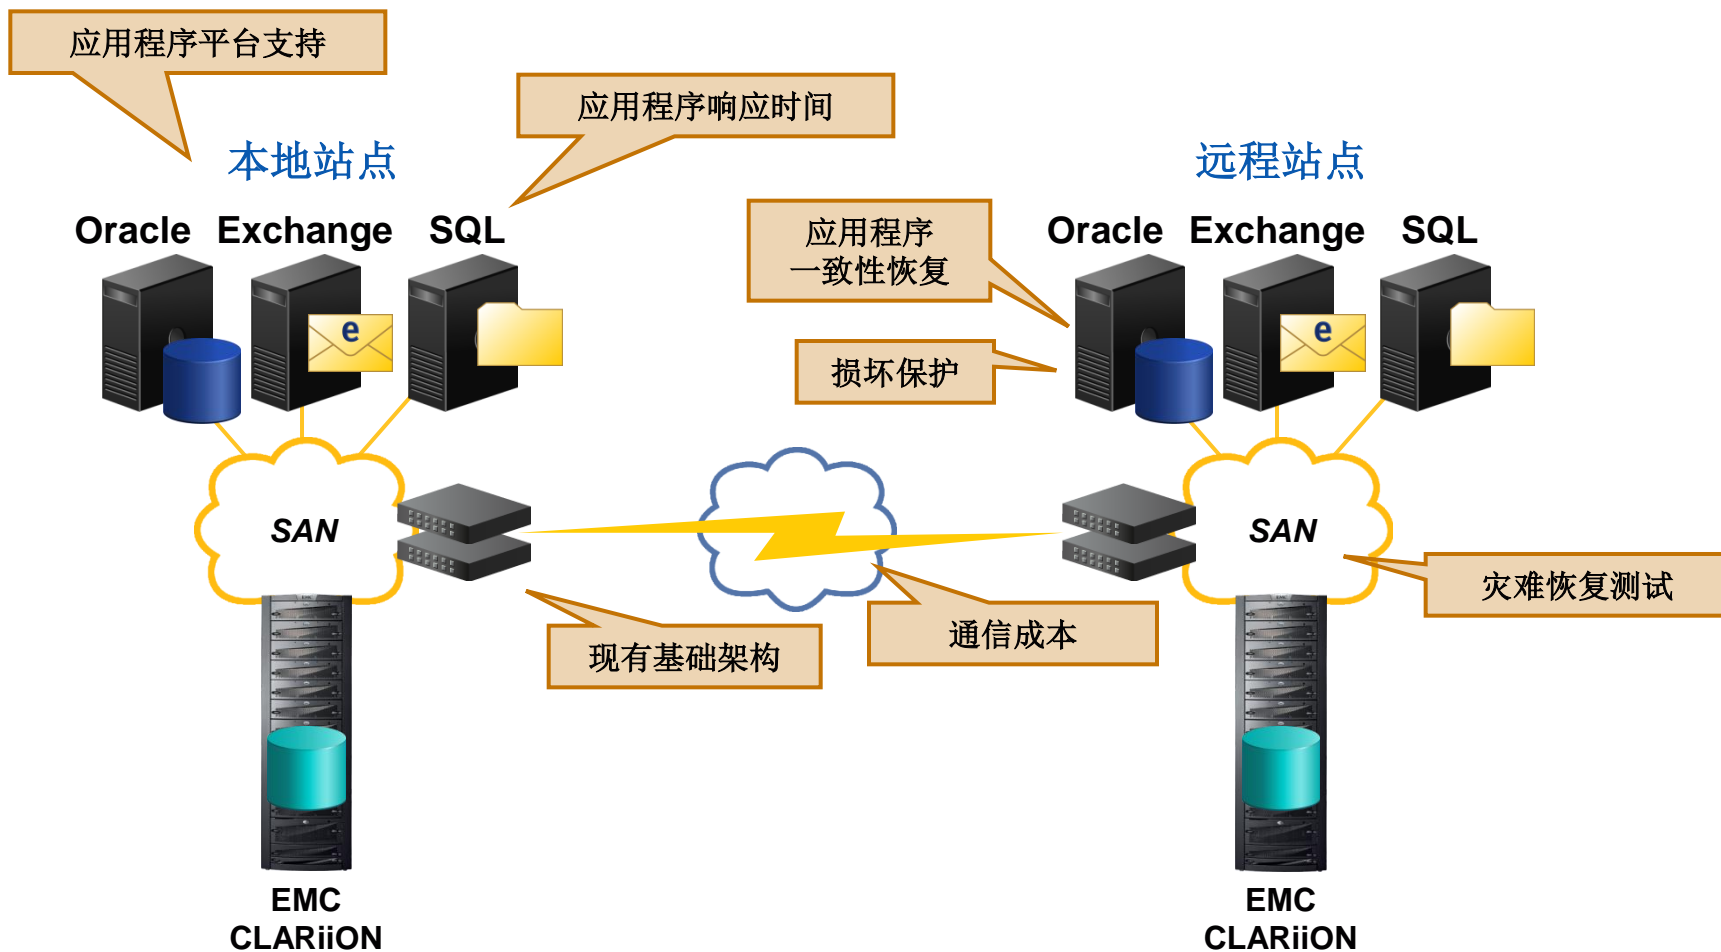 应用程序平台支持
应用程序响应时间
本地站点
远程站点
Oracle Exchange SQL
应用程序
一致性恢复
Oracle Exchange SQL
e
e
损坏保护
SAN
SAN
灾难恢复测试
通信成本
现有基础架构
EMC
CLARiiON
EMC
CLARiiON